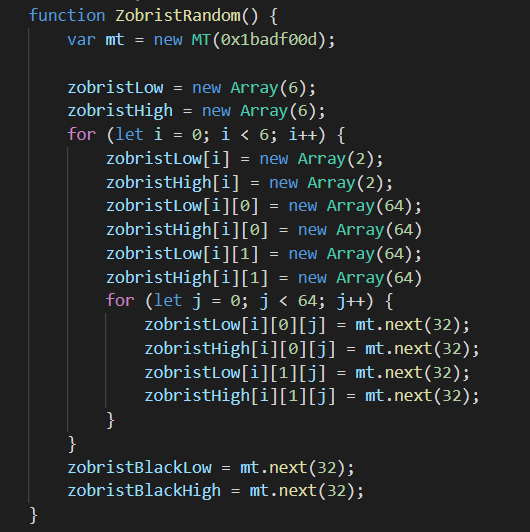 function ZobristRandom() {
    var mt = new MT(0x1badf00d);

    zobristLow = new Array(6);
    zobristHigh = new Array(6);
    for (let i = 0; i < 6; i++) {
        zobristLow[i] = new Array(2);
        zobristHigh[i] = new Array(2);
        zobristLow[i][0] = new Array(64);
        zobristHigh[i][0] = new Array(64)
        zobristLow[i][1] = new Array(64);
        zobristHigh[i][1] = new Array(64)
        for (let j = 0; j < 64; j++) {
            zobristLow[i][0][j] = mt.next(32);
            zobristHigh[i][0][j] = mt.next(32);
            zobristLow[i][1][j] = mt.next(32);
            zobristHigh[i][1][j] = mt.next(32);
        }
    }
    zobristBlackLow = mt.next(32);
    zobristBlackHigh = mt.next(32);
}